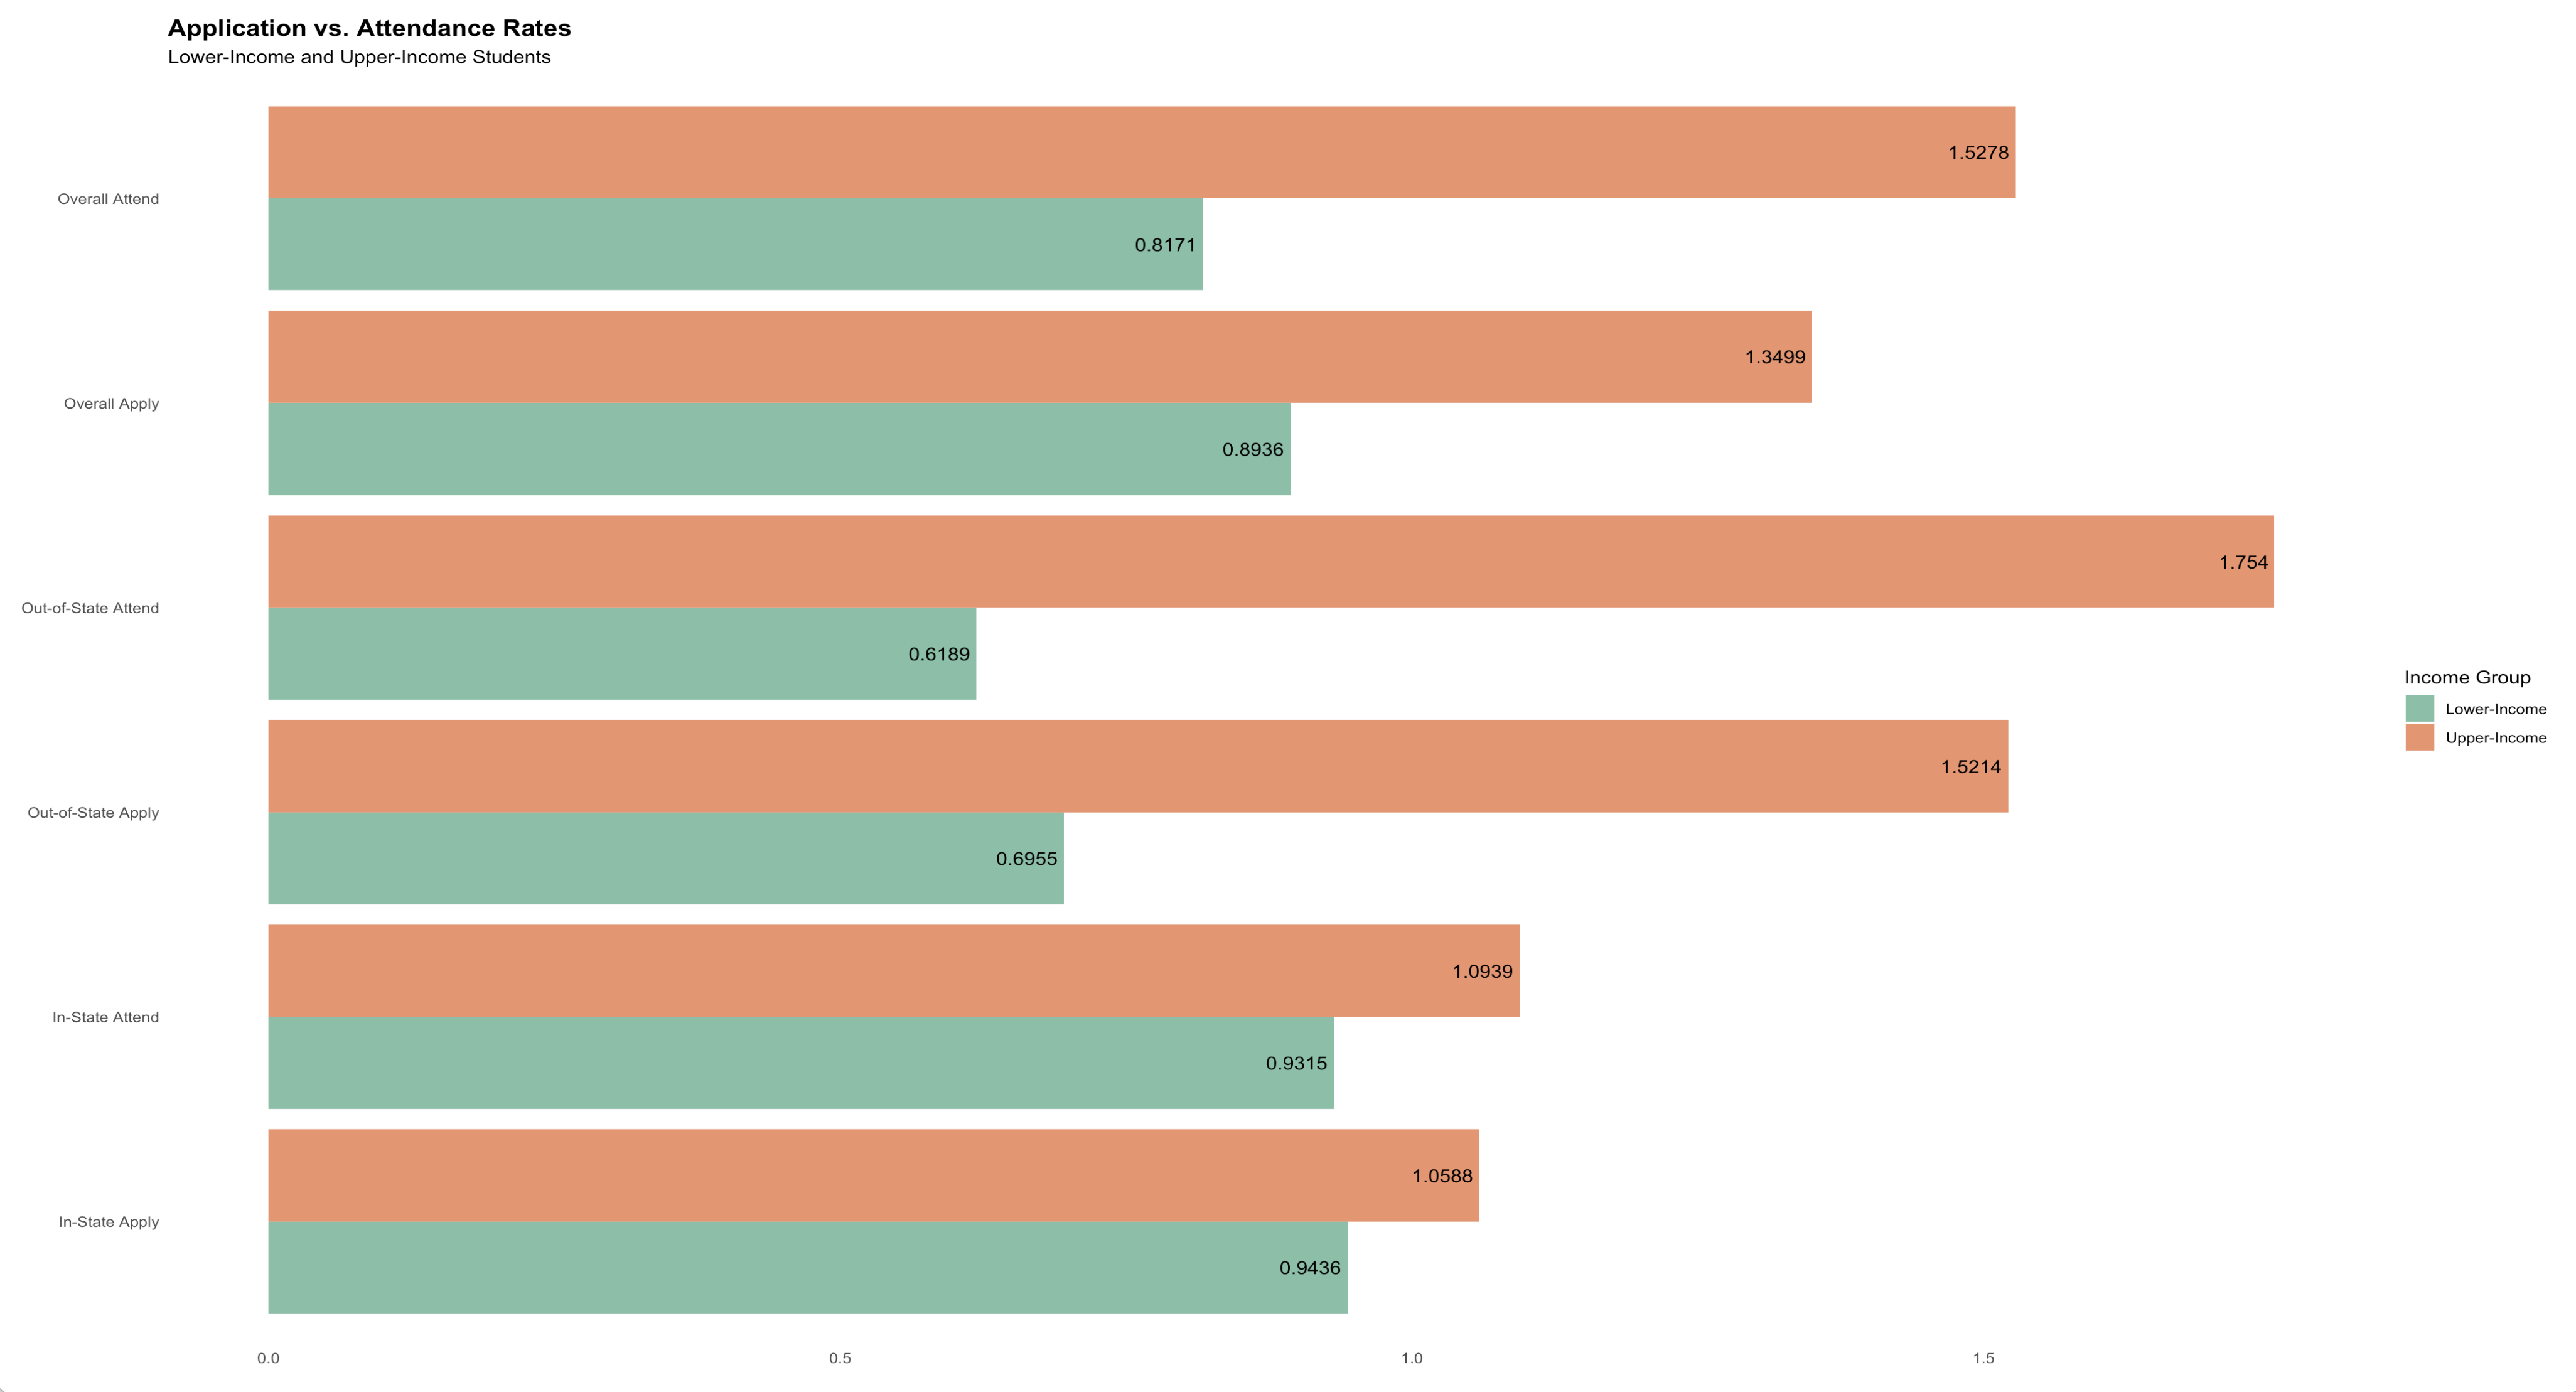 Application vs. Attendance Rates
Lower-Income and Upper-Income Students
Overall Attend
1.5278
0.8171
Overall Apply
1.3499
0.8936
Out-of-State Attend
1.754
0.6189
Out-of-State Apply
1.5214
0.6955
In-State Attend
1.0939
0.9315
In-State Apply
1.0588
0.9436
0.0 0.5 1.0 1.5
Income Group
Lower-Income
Upper-Income